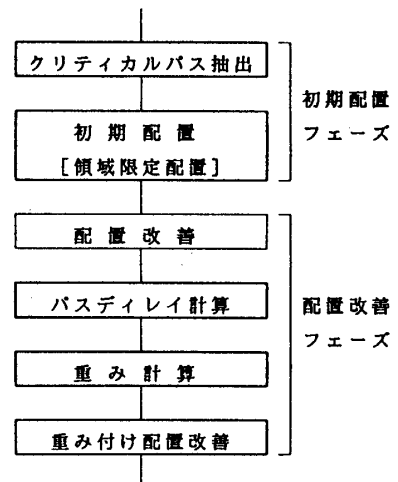 クリティカルパス抽出
初期配置
[領域限定配置]
初期配置
フェーズ
配置改善
パスディレイ計算
重み計算
重み付け配置改善
配置改善
フェーズ